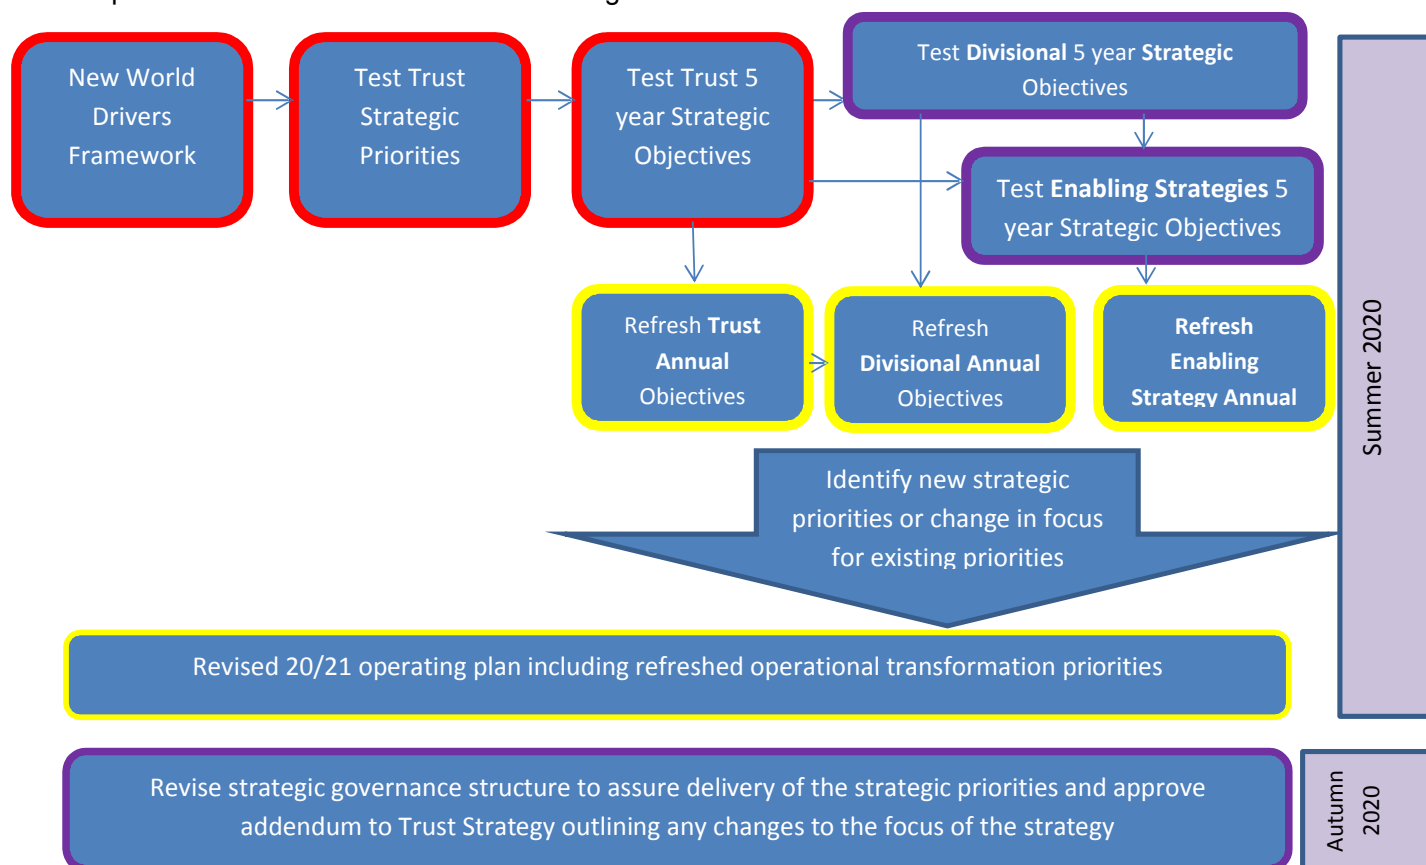 New World
Drivers
Framework
Test Trust
Strategic
Priorities
Test Trust 5
year Strategic
Objectives
Test Divisional 5 year Strategic
Objectives
Test Enabling Strategies 5
year Strategic Objectives
Refresh Trust
Annual
Objectives
Refresh
Divisional Annual
Objectives
Refresh
Enabling
Strategy Annual
Summer 2020
Identify new strategic
priorities or change in focus
for existing priorities
Revised 20/21 operating plan including refreshed operational transformation priorities
Revise strategic governance structure to assure delivery of the strategic priorities and approve
addendum to Trust Strategy outlining any changes to the focus of the strategy
Autumn
2020